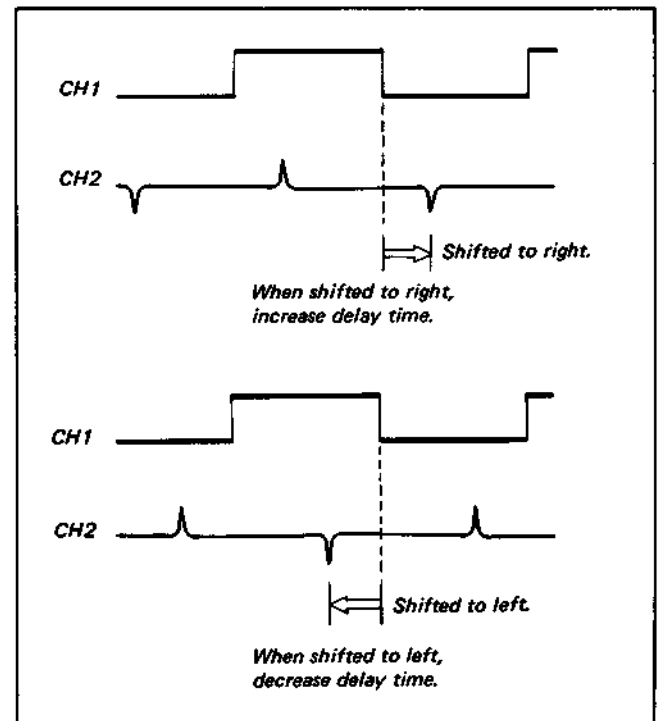 CH1
CH2
Shifted to right.
When shifted to right,
increase delay time.
CH1
CH2
Shifted to left.
When shifted to left,
decrease delay time.